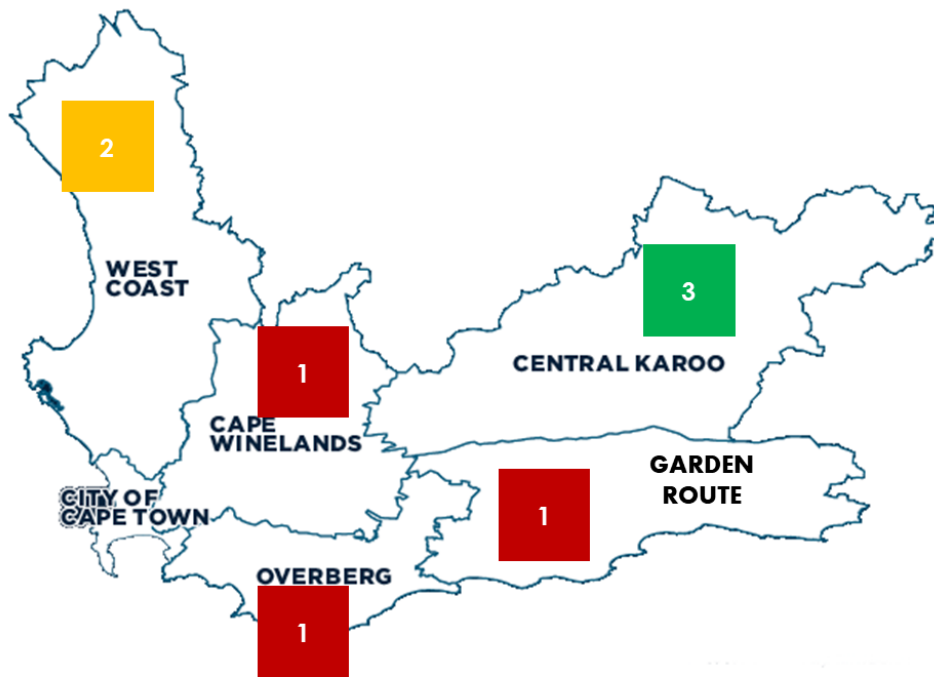 2
WEST
COAST
3
1
CENTRAL KAROO
CAPE
WINELANDS
GARDEN
ROUTE
CITY OF
CAPE TOWN
1
OVERBERG
1